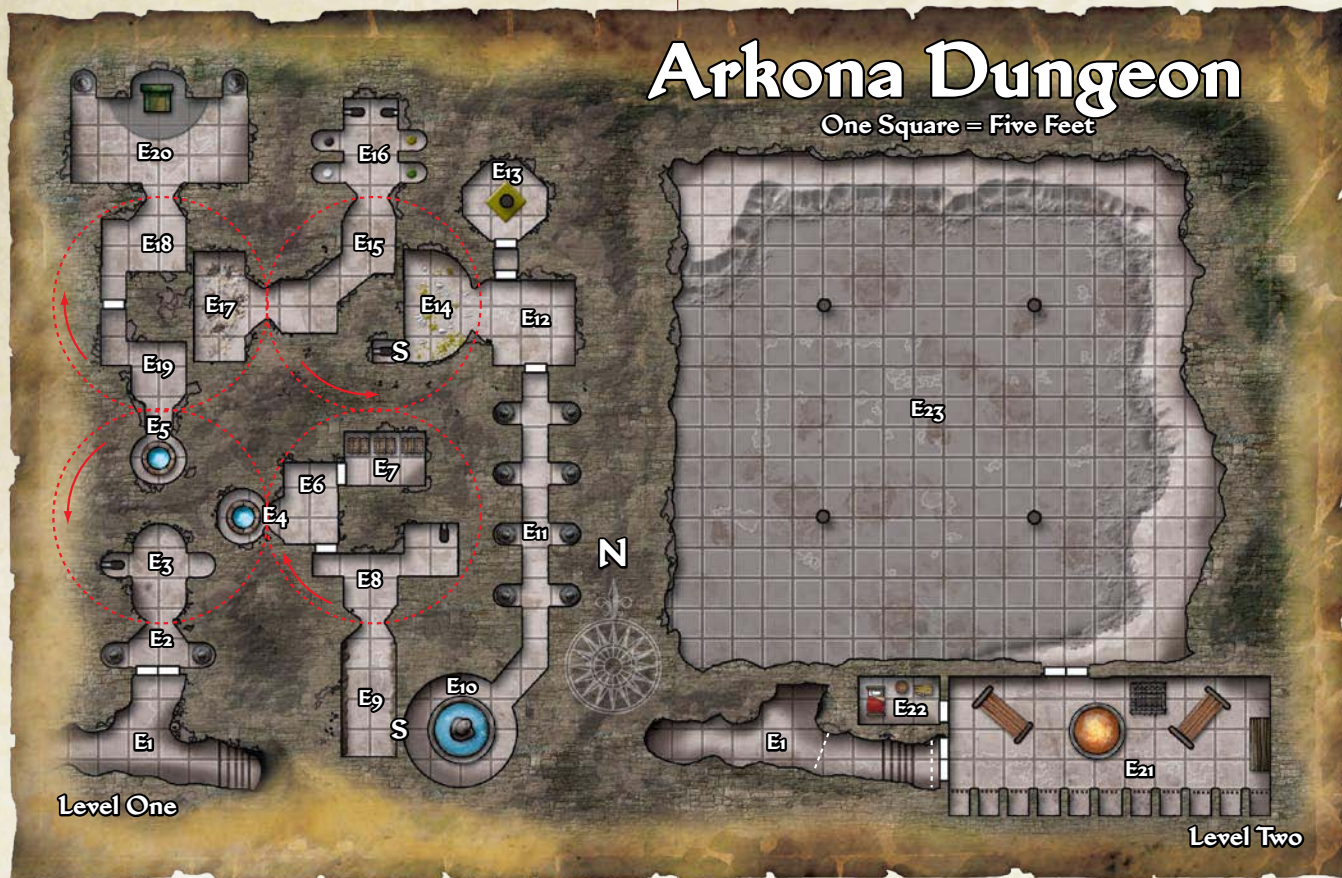 Arkona Dungeon
One Square = Five Feet
E20
E16
E13
E18
E15
E17
E14
E12
S
E19
E5
E7
E6
E4
E11
E3
E8
E2
E10
E9
S
E1
Level One
N
E23
E22
E1
E21
Level Two